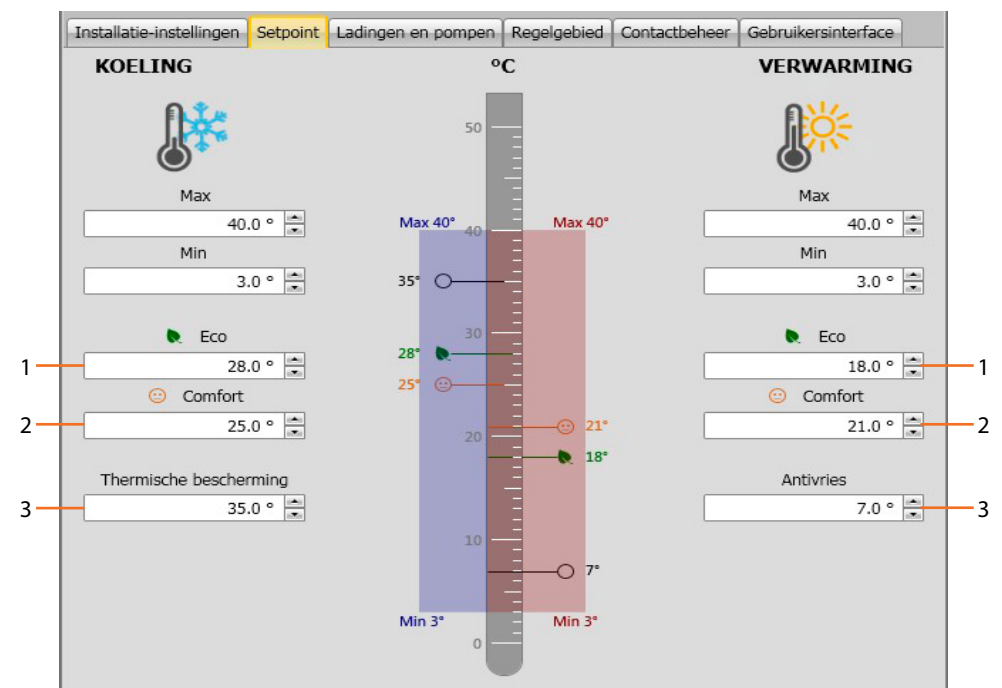 Installatie-instellingen Setpoint Ladingen en pompen Regelgebied Contactbeheer Gebruikersinterface
KOELING °C VERWARMING
50
Max Max
Max 40° 40 Max 40°
40.0 ° 40.0 °
Min Min
3.0 ° 35° 3.0 °
30
Eco Eco
28°
1 28.0 ° 18.0 ° 1
25°
Comfort Comfort
2 25.0 ° 21° 21.0 ° 2
20
18°
Thermische bescherming Antivries
3 35.0 ° 7.0 ° 3
10
7°
Min 3° Min 3°
0